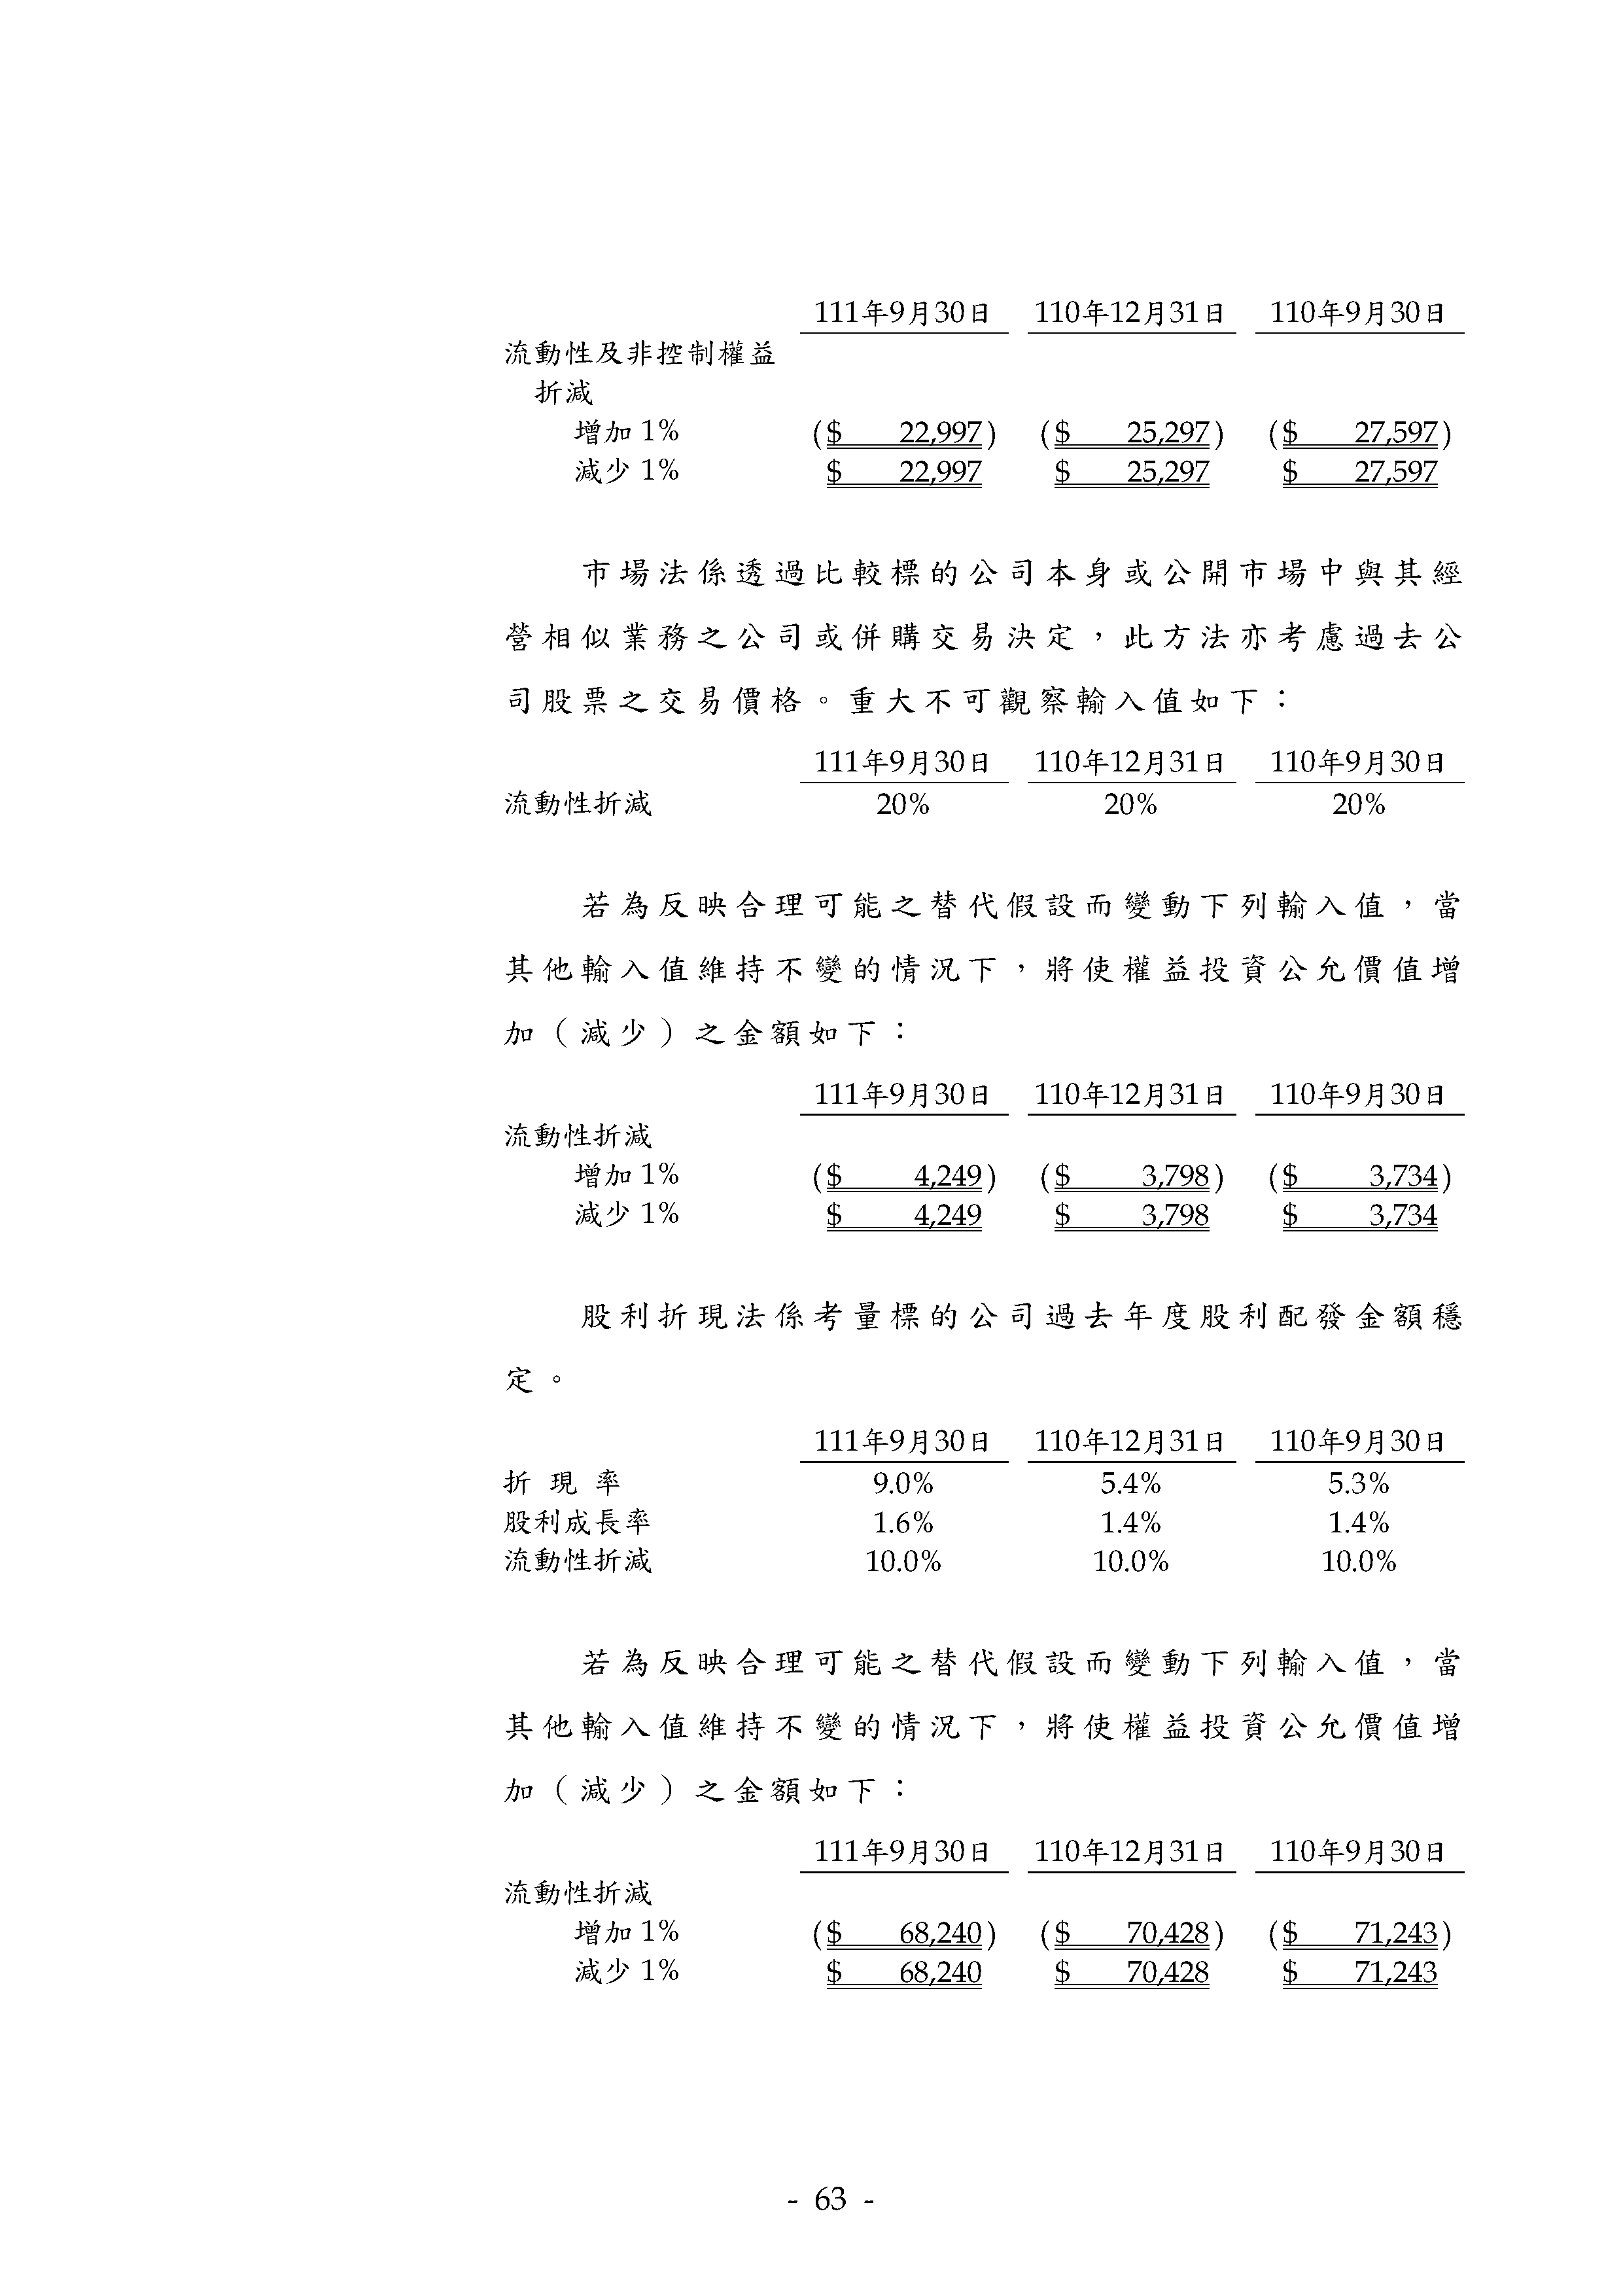 111年9月30日 110年12月31日 110年9月30日
流動性及非控制權益
折減
增加 1% ($ 22,997) ($ 25,297) ($ 27,597)
減少 1% $ 22,997 $ 25,297 $ 27,597
市場法係透過比較標的公司本身或公開市場中與其經
營相似業務之公司或併購交易決定，此方法亦考慮過去公
司股票之交易價格。重大不可觀察輸入值如下：
111年9月30日 110年12月31日 110年9月30日
流動性折減 20% 20% 20%
若為反映合理可能之替代假設而變動下列輸入值，當
其他輸入值維持不變的情況下，將使權益投資公允價值增
加（減少）之金額如下：
111年9月30日 110年12月31日 110年9月30日
流動性折減
增加 1% ($ 4,249) ($ 3,798) ($ 3,734)
減少 1% $ 4,249 $ 3,798 $ 3,734
股利折現法係考量標的公司過去年度股利配發金額穩
定。
111年9月30日 110年12月31日 110年9月30日
折 現 率 9.0% 5.4% 5.3%
股利成長率 1.6% 1.4% 1.4%
流動性折減 10.0% 10.0% 10.0%
若為反映合理可能之替代假設而變動下列輸入值，當
其他輸入值維持不變的情況下，將使權益投資公允價值增
加（減少）之金額如下：
111年9月30日 110年12月31日 110年9月30日
流動性折減
增加 1% ($ 68,240) ($ 70,428) ($ 71,243)
減少 1% $ 68,240 $ 70,428 $ 71,243
- 63 -